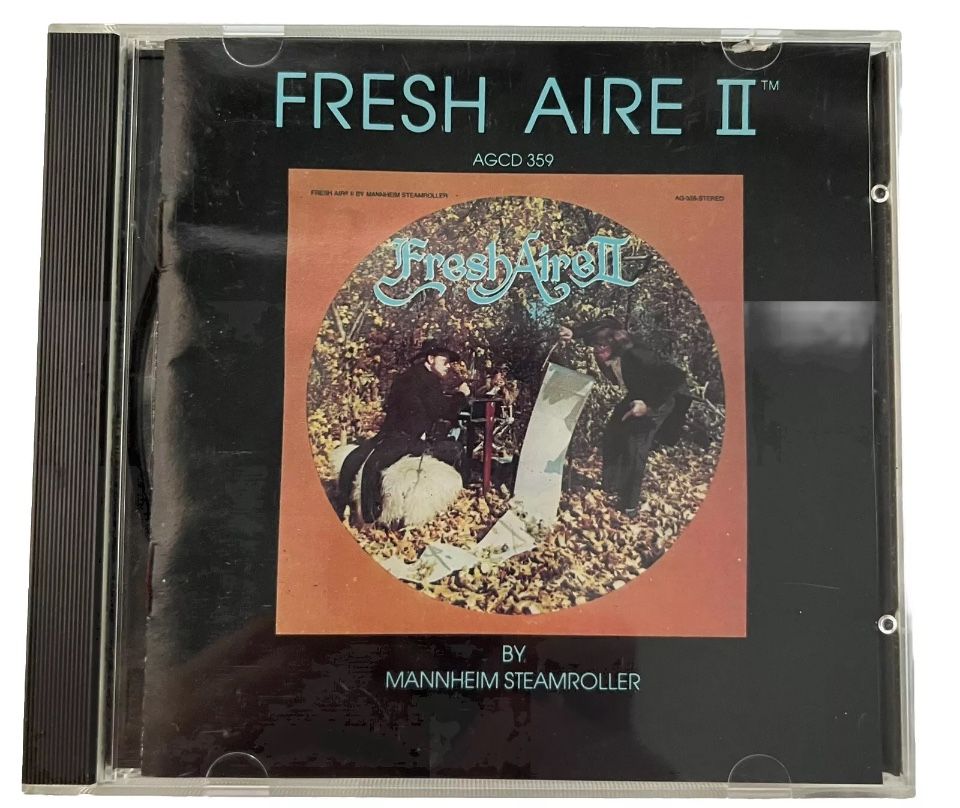 FRESH AIRE II™
AGCD 359
FRESH AIRE II BY MANNHEIM STEAMROLLER
AG-359-STEREO
Fresh Aire II
BY
MANNHEIM STEAMROLLER